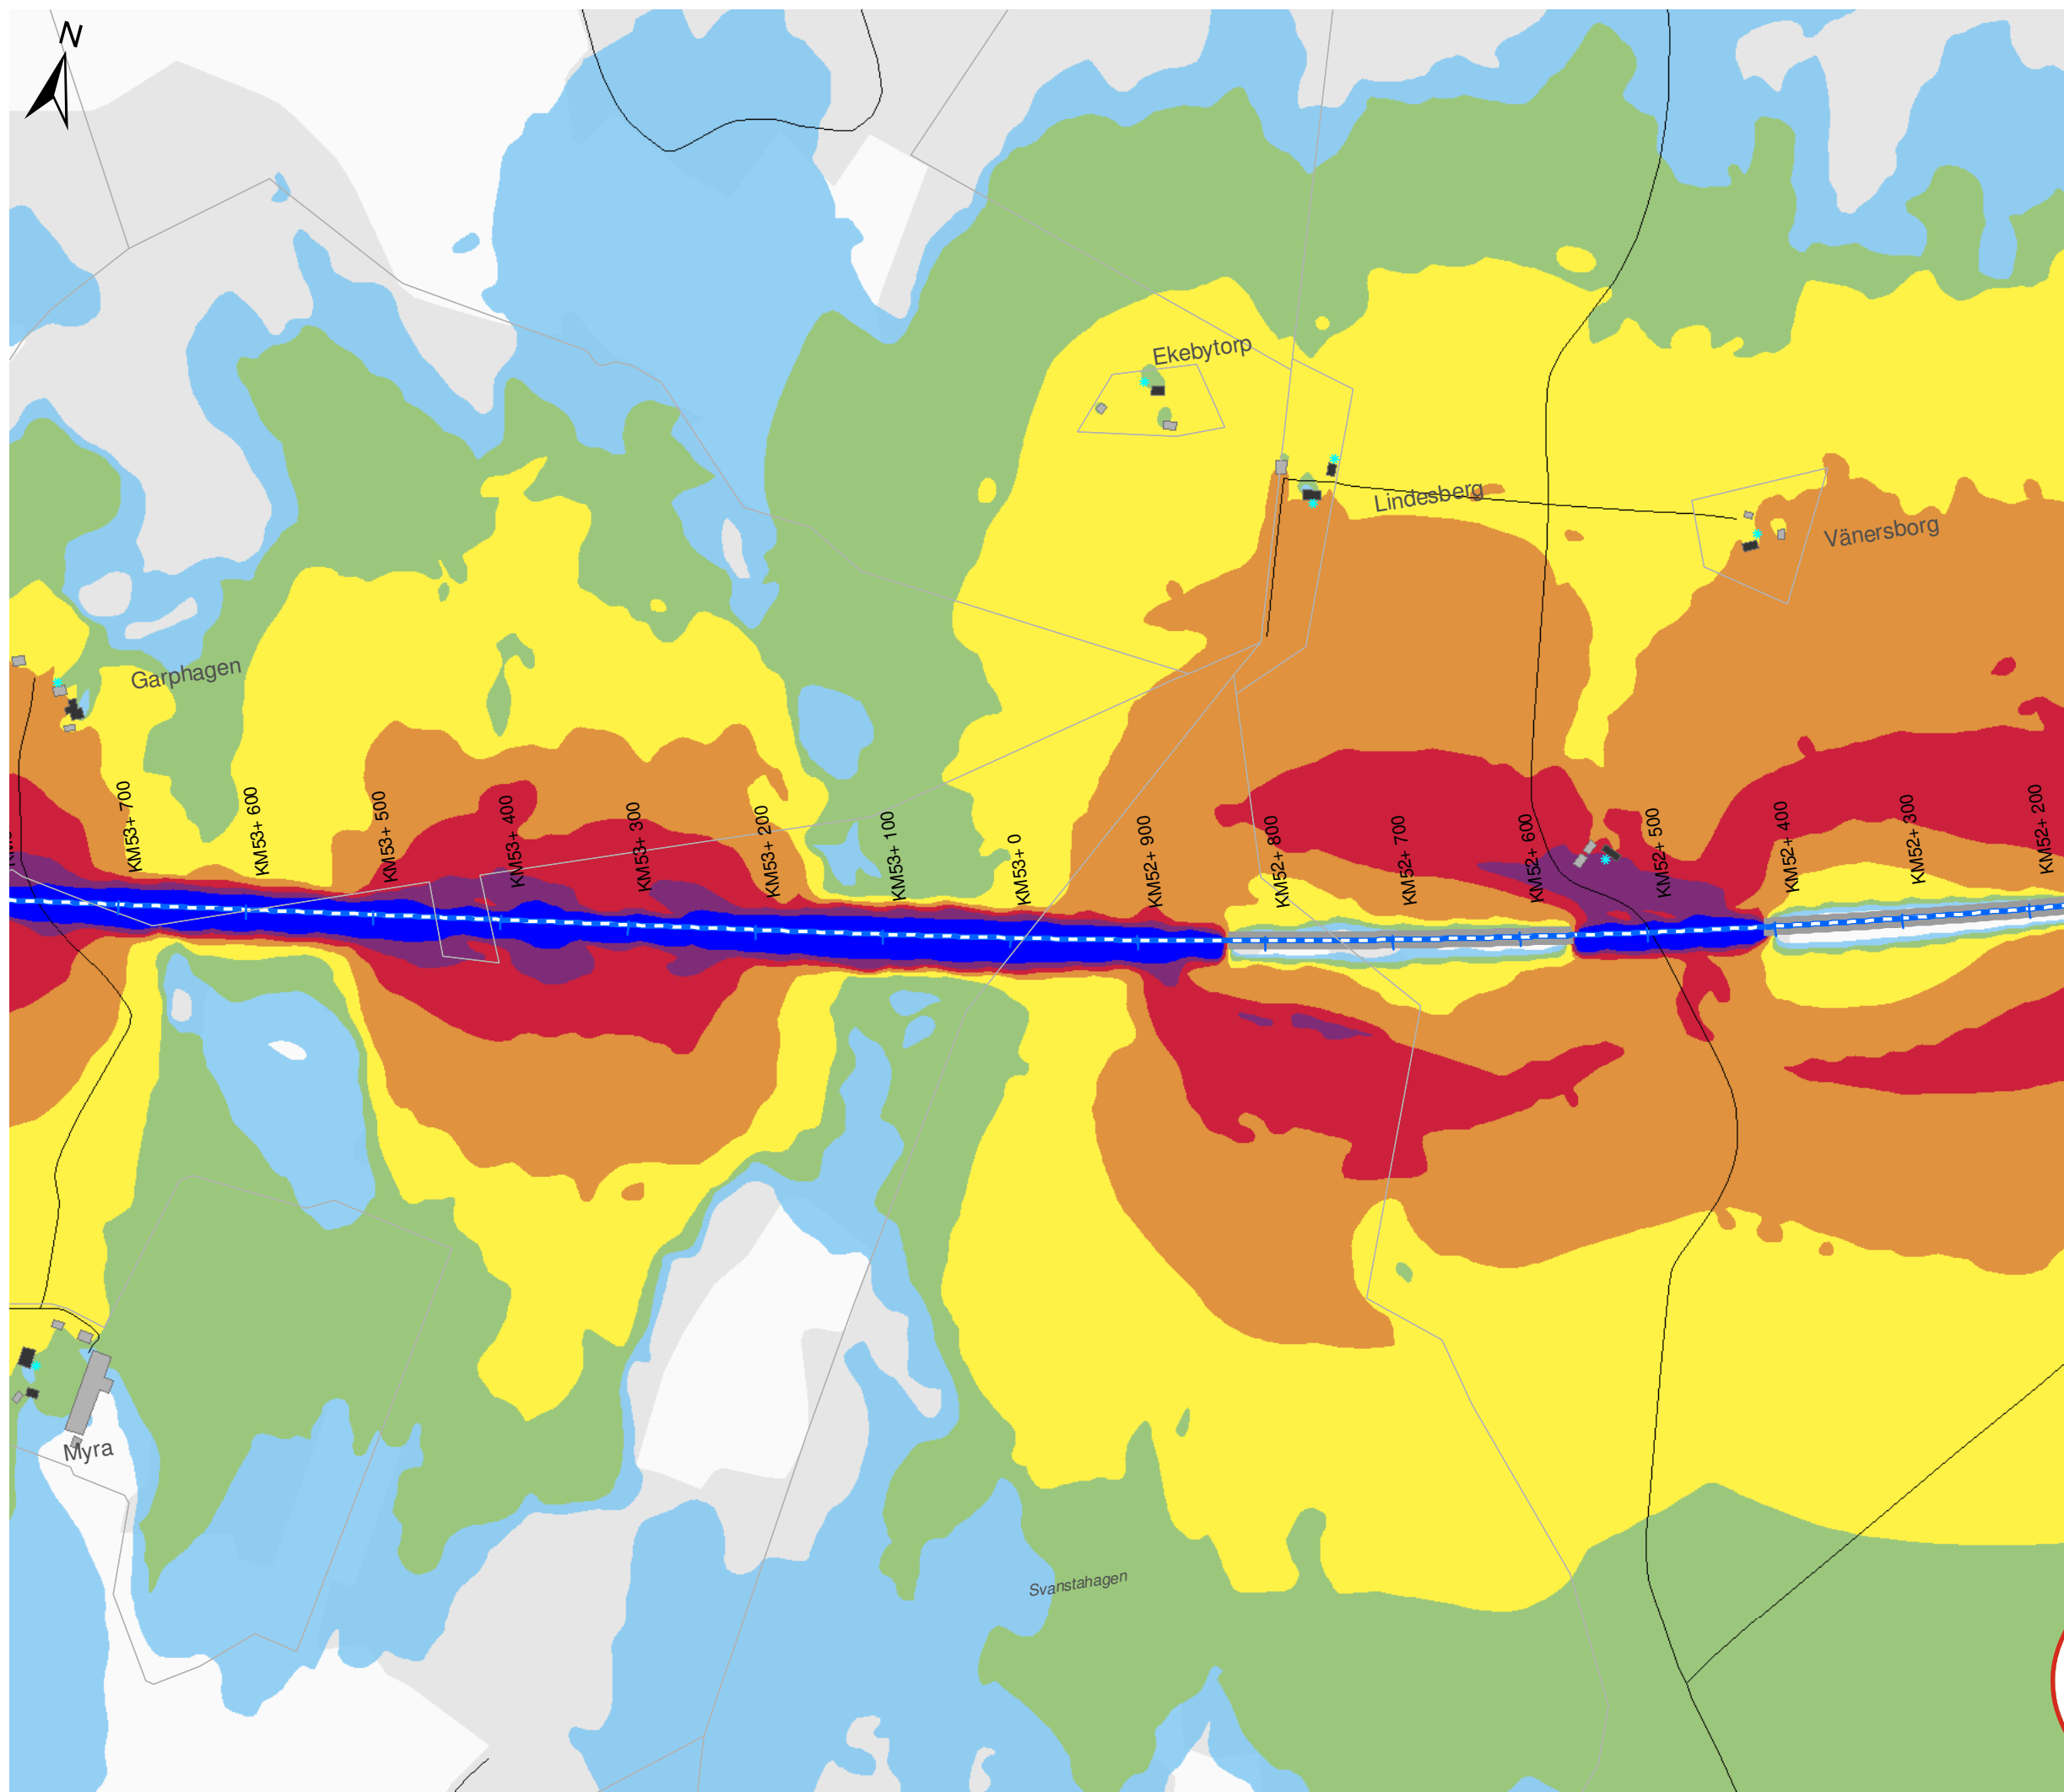 N
Ekebytorp
Lindesberg
Vänersborg
Garphagen
KM53+ 700
KM53+ 600
KM53+ 500
KM53+ 400
KM53+ 300
KM53+ 200
KM53+ 100
KM53+ 0
KM52+ 900
KM52+ 800
KM52+ 700
KM52+ 600
KM52+ 500
KM52+ 400
KM52+ 300
KM52+ 200
Myra
Svanstahagen